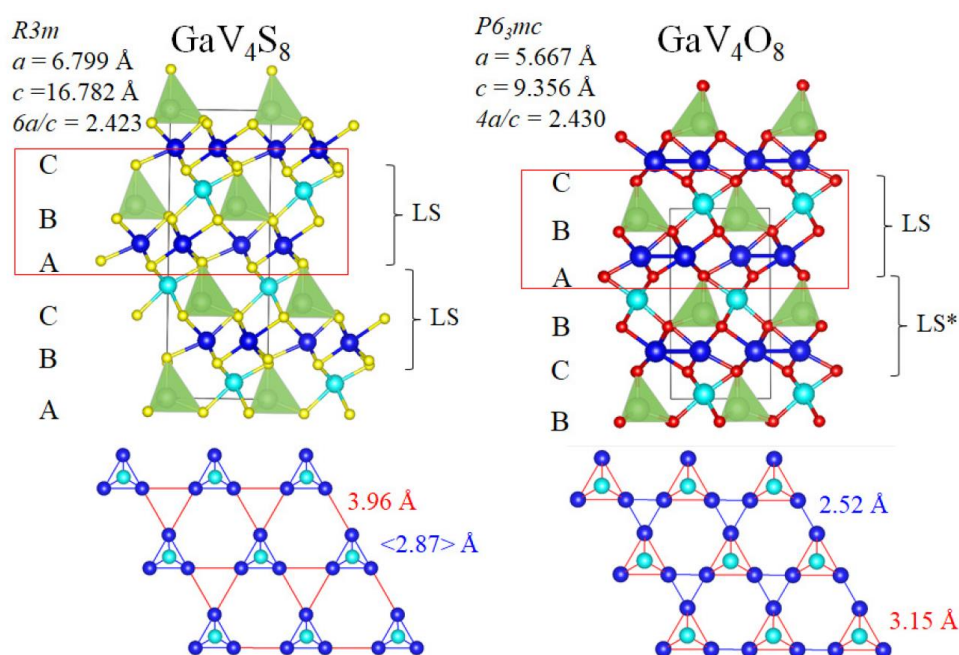 R3m
GaV₄S₈
a = 6.799 Å
c =16.782 Å
6a/c = 2.423
C
B
A
C
B
A
LS
LS
3.96 Å
<2.87> Å
P6₃mc
GaV₄O₈
a = 5.667 Å
c = 9.356 Å
4a/c = 2.430
C
B
A
B
C
B
LS
LS*
2.52 Å
3.15 Å